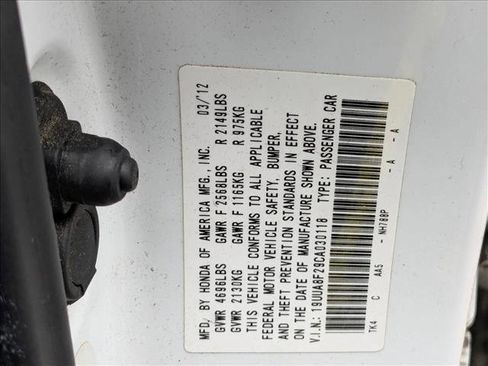 MFD. BY HONDA OF AMERICA MFG., INC. 03/'12
GVWR 4696LBS GAWR F 2568LBS R 2149LBS
GVWR 2130KG GAWR F 1165KG R 975KG
THIS VEHICLE CONFORMS TO ALL APPLICABLE
FEDERAL MOTOR VEHICLE SAFETY, BUMPER,
AND THEFT PREVENTION STANDARDS IN EFFECT
ON THE DATE OF MANUFACTURE SHOWN ABOVE.
V.I.N.: 19UUA8F29CA030118 TYPE: PASSENGER CAR
TK4 C AA5 - NH788P - A - A